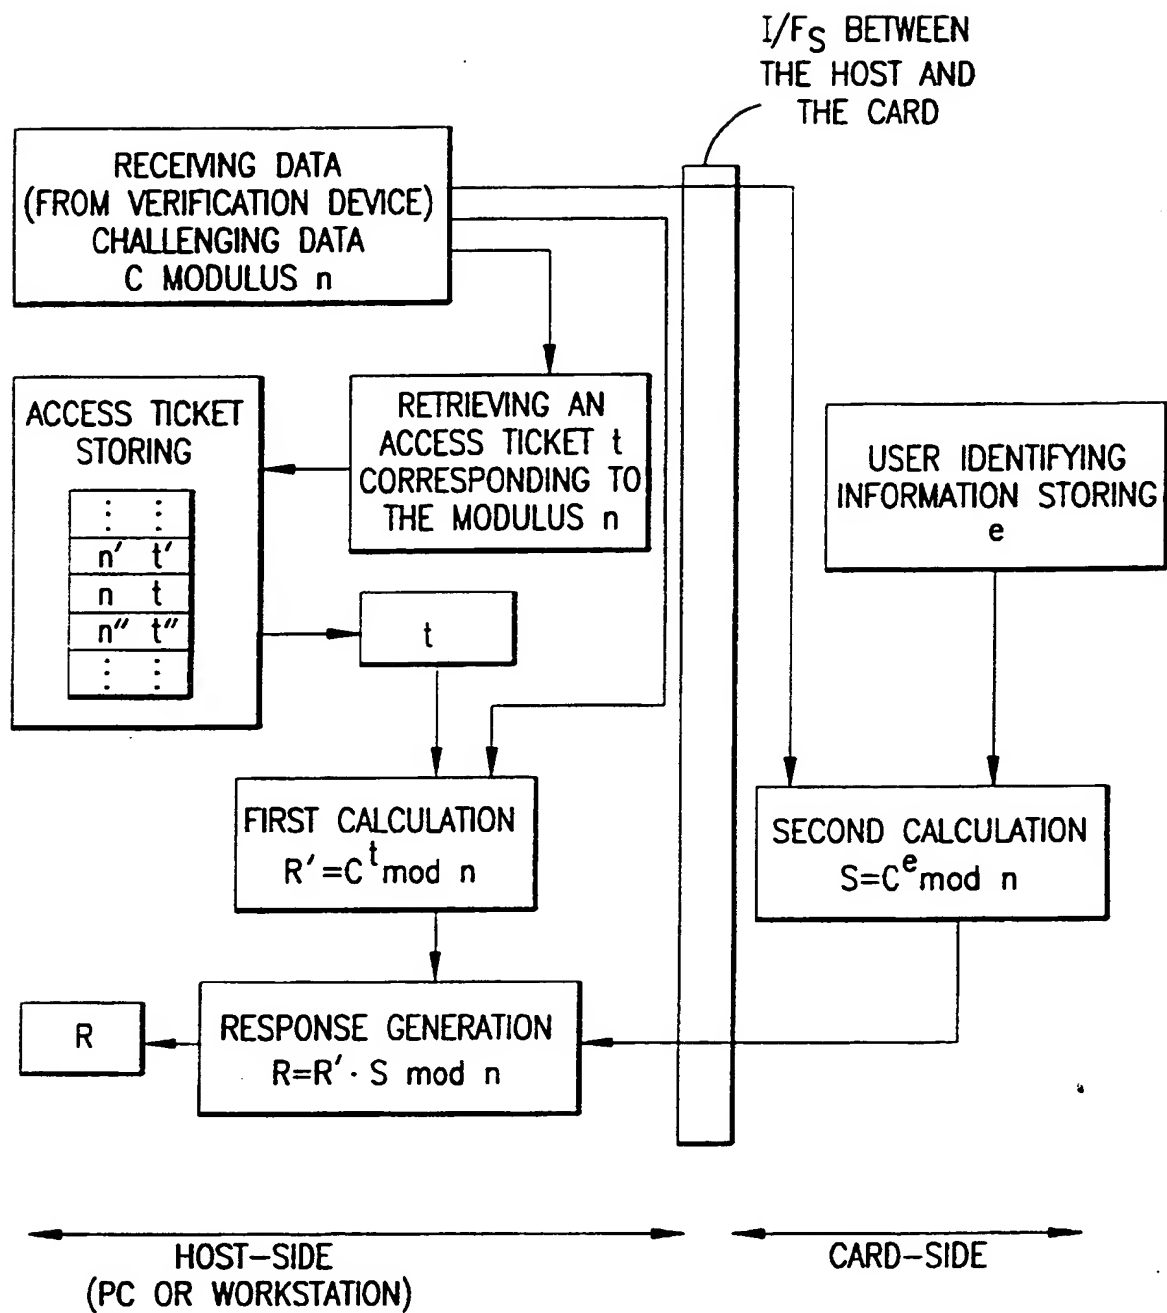 I/FS BETWEEN
THE HOST AND
THE CARD
RECEIVING DATA
(FROM VERIFICATION DEVICE)
CHALLENGING DATA
C MODULUS n
ACCESS TICKET
STORING
⋮ ⋮
n′ t′
n t
n″ t″
⋮ ⋮
RETRIEVING AN
ACCESS TICKET t
CORRESPONDING TO
THE MODULUS n
USER IDENTIFYING
INFORMATION STORING
e
t
FIRST CALCULATION
R′=C^t mod n
SECOND CALCULATION
S=C^e mod n
RESPONSE GENERATION
R=R′· S mod n
R
HOST-SIDE
(PC OR WORKSTATION)
CARD-SIDE